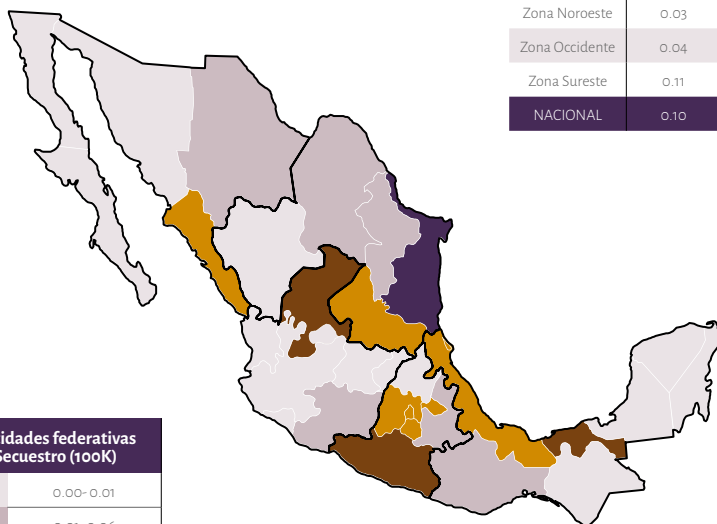 Zona Noroeste 0.03
Zona Occidente 0.04
Zona Sureste 0.11
NACIONAL 0.10
idades federativas
Secuestro (100K)
0.00-0.01